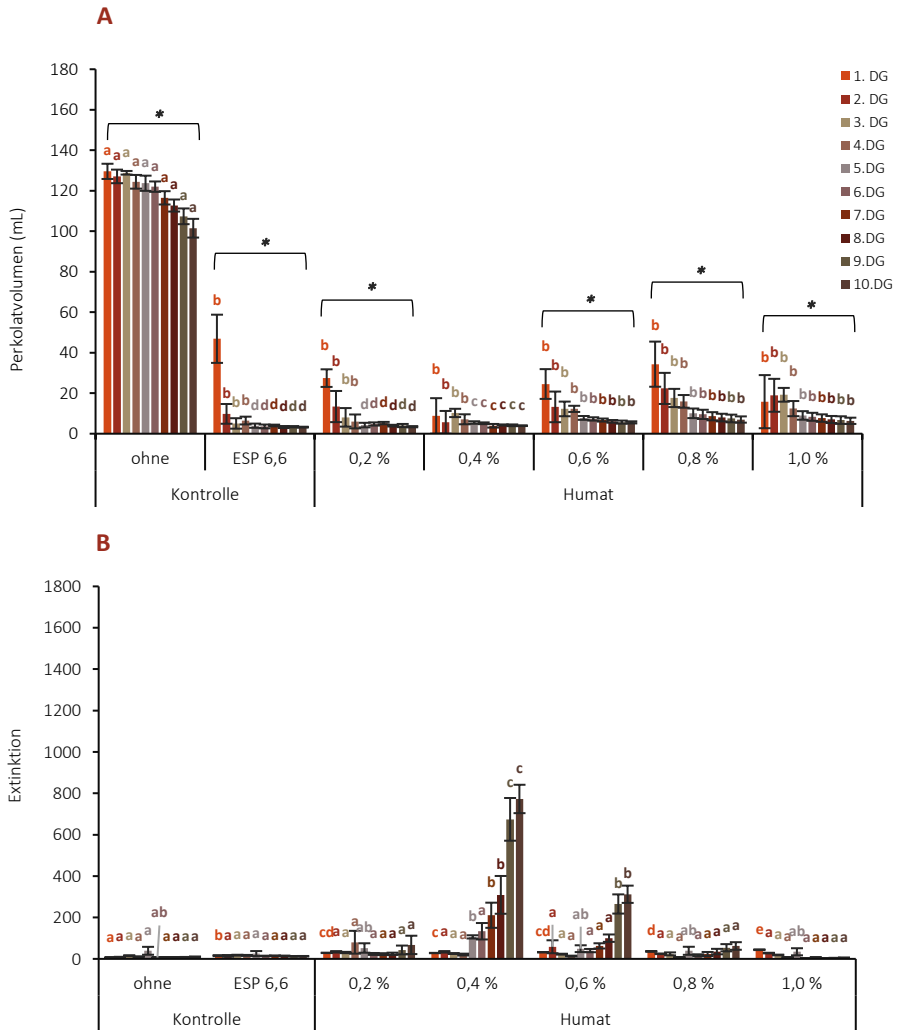 A
180
160
140
120
100
80
60
40
20
0
Perkolatvolumen (mL)
* * * * * *
a a a a a a a a a a
b b b b d d d d d d
b b b b d d d d d d
b b b b c c c c c c
b b b b b b b b b b
b b b b b b b b b b
b b b b b b b b b b
1. DG
2. DG
3. DG
4.DG
5.DG
6.DG
7.DG
8.DG
9.DG
10.DG
ohne ESP 6,6 0,2 % 0,4 % 0,6 % 0,8 % 1,0 %
Kontrolle Humat
B
1800
1600
1400
1200
1000
800
600
400
200
0
Extinktion
a a a a a ab a a a a
b a a a a a a a a a
cd a a a ab a a a a a
c a a a b a b b c c
cd a a a ab a a a b b
d a a a ab a a a a a
e a a a ab a a a a a
ohne ESP 6,6 0,2 % 0,4 % 0,6 % 0,8 % 1,0 %
Kontrolle Humat